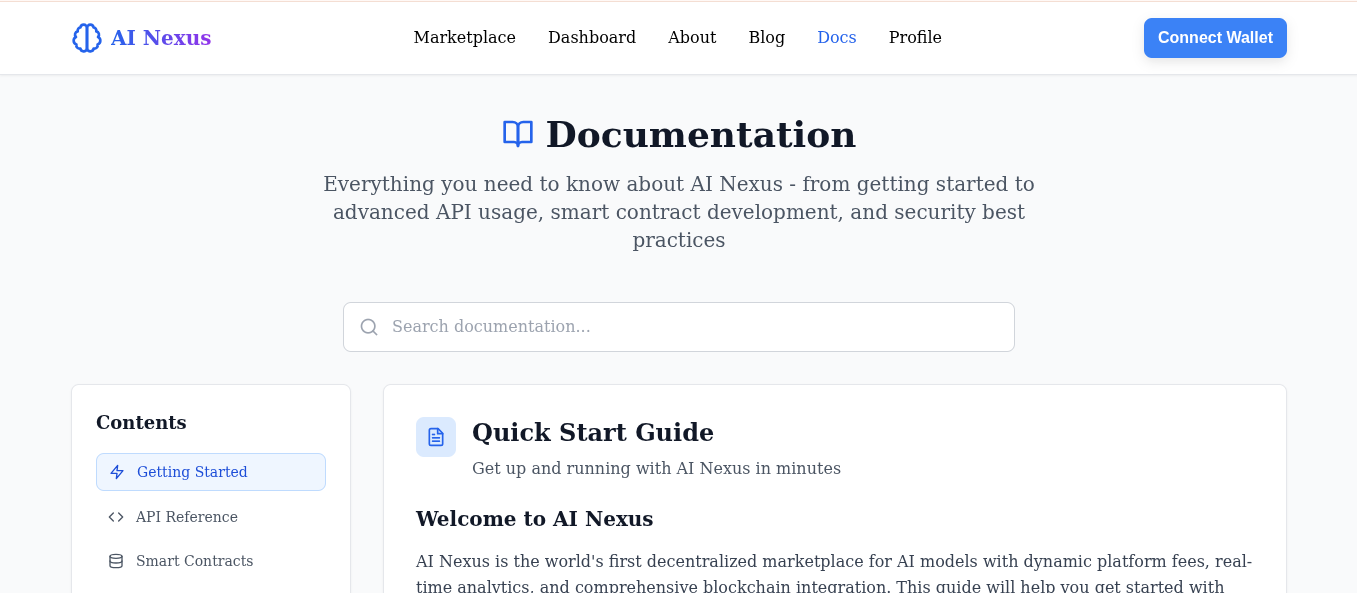 AI Nexus
Marketplace
Dashboard
About
Blog
Docs
Profile
Connect Wallet
Documentation
Everything you need to know about AI Nexus - from getting started to
advanced API usage, smart contract development, and security best
practices
Search documentation...
Contents
Getting Started
API Reference
Smart Contracts
Quick Start Guide
Get up and running with AI Nexus in minutes
Welcome to AI Nexus
AI Nexus is the world's first decentralized marketplace for AI models with dynamic platform fees, real-
time analytics, and comprehensive blockchain integration. This guide will help you get started with